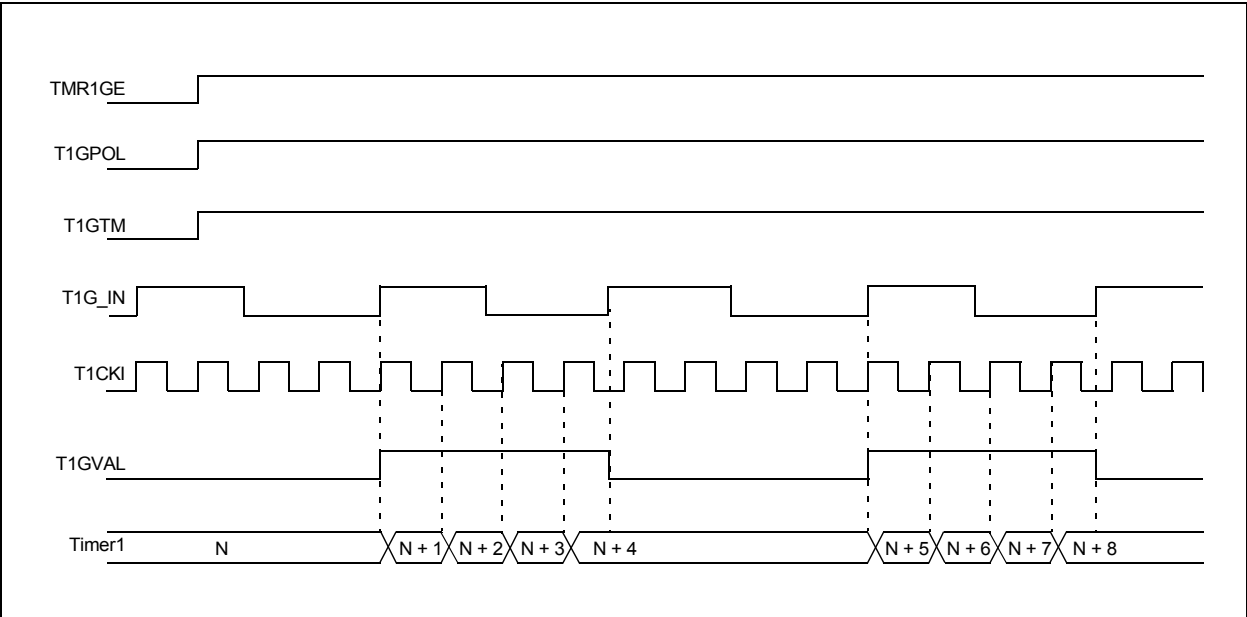 TMR1GE
T1GPOL
T1GTM
T1G_IN
T1CKI
T1GVAL
Timer1 N N + 1 N + 2 N + 3 N + 4 N + 5 N + 6 N + 7 N + 8